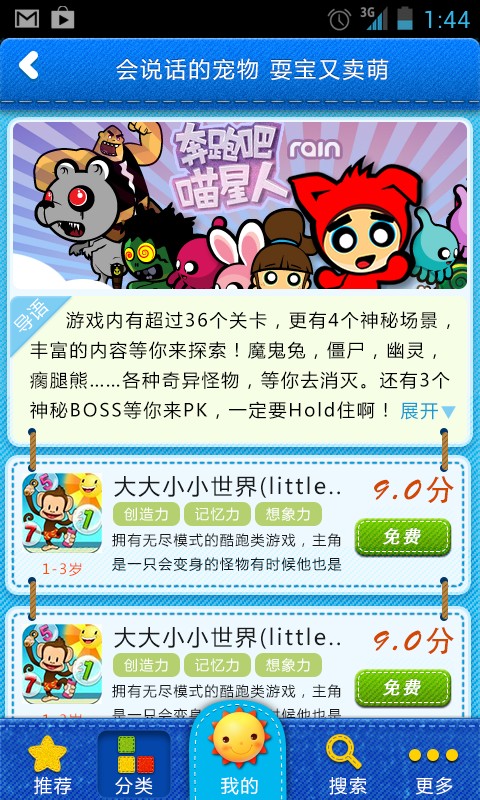 3G
1:44
会说话的宠物 耍宝又卖萌
奔跑吧
喵星人
rain
导语
游戏内有超过36个关卡，更有4个神秘场景，
丰富的内容等你来探索！魔鬼兔，僵尸，幽灵，
瘸腿熊……各种奇异怪物，等你去消灭。还有3个
神秘BOSS等你来PK，一定要Hold住啊！ 展开
大大小小世界(little..
9.0分
创造力 记忆力 想象力
拥有无尽模式的酷跑类游戏，主角
是一只会变身的怪物有时候他也是
免费
5
7
1
1-3岁
大大小小世界(little..
9.0分
创造力 记忆力 想象力
拥有无尽模式的酷跑类游戏，主角
免费
5
7
1
推荐
分类
我的
搜索
更多